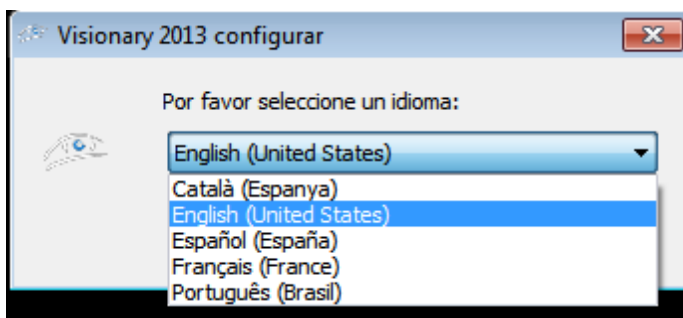 Visionary 2013 configurar
Por favor seleccione un idioma:
English (United States)
Català (Espanya)
English (United States)
Español (España)
Français (France)
Português (Brasil)